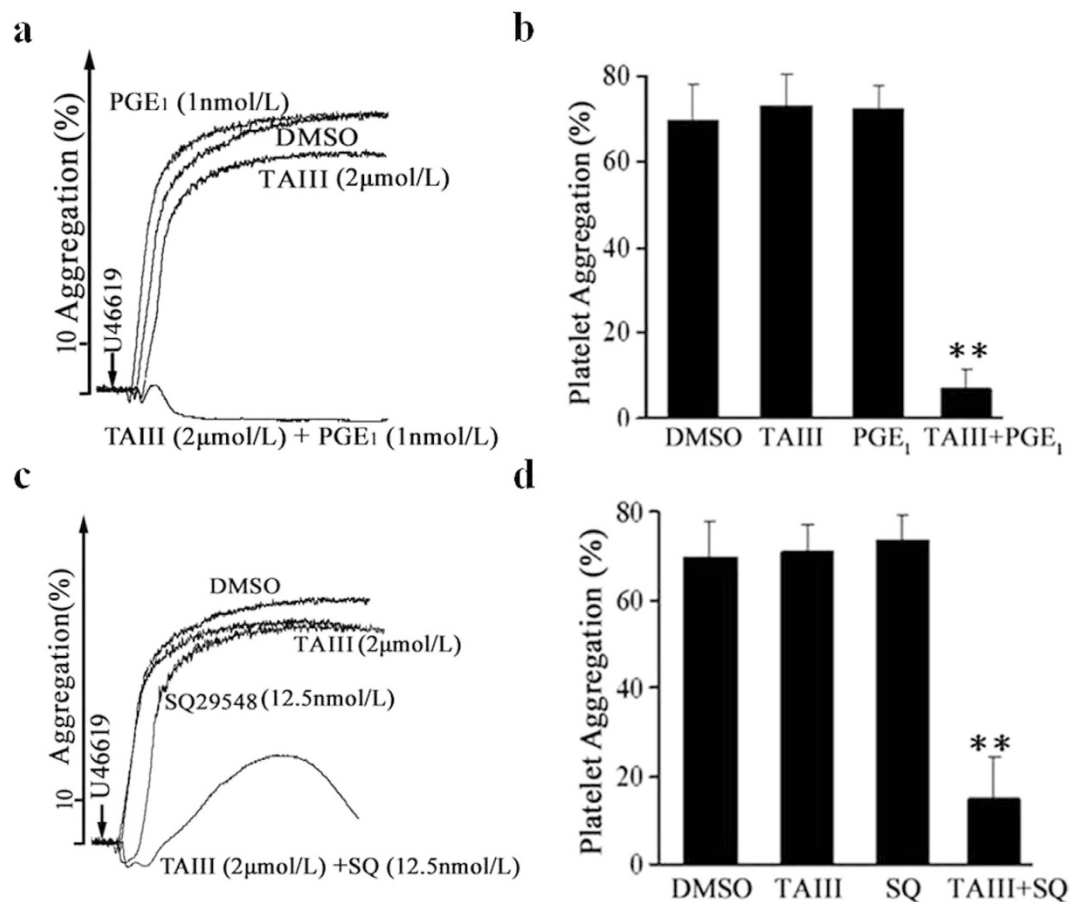 a
10 Aggregation (%)
U46619
PGE1 (1nmol/L)
DMSO
TAIII (2μmol/L)
TAIII (2μmol/L) + PGE1 (1nmol/L)
b
Platelet Aggregation (%)
80
60
40
20
0
**
DMSO TAIII PGE1 TAIII+PGE1
c
10 Aggregation(%)
U46619
DMSO
TAIII (2μmol/L)
SQ29548 (12.5nmol/L)
TAIII (2μmol/L) +SQ (12.5nmol/L)
d
Platelet Aggregation (%)
80
60
40
20
0
**
DMSO TAIII SQ TAIII+SQ